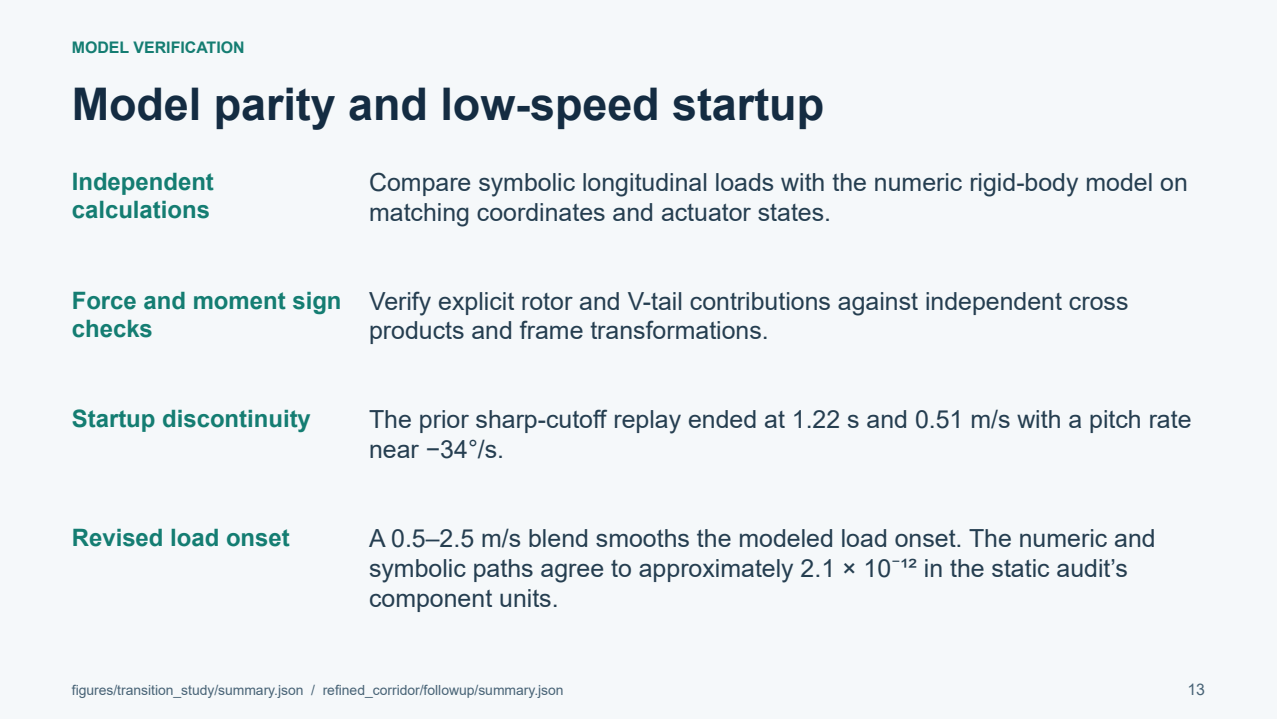 MODEL VERIFICATION
Model parity and low-speed startup
Independent
calculations
Compare symbolic longitudinal loads with the numeric rigid-body model on
matching coordinates and actuator states.
Force and moment sign
checks
Verify explicit rotor and V-tail contributions against independent cross
products and frame transformations.
Startup discontinuity
The prior sharp-cutoff replay ended at 1.22 s and 0.51 m/s with a pitch rate
near −34°/s.
Revised load onset
A 0.5–2.5 m/s blend smooths the modeled load onset. The numeric and
symbolic paths agree to approximately 2.1 × 10⁻¹² in the static audit’s
component units.
figures/transition_study/summary.json / refined_corridor/followup/summary.json
13